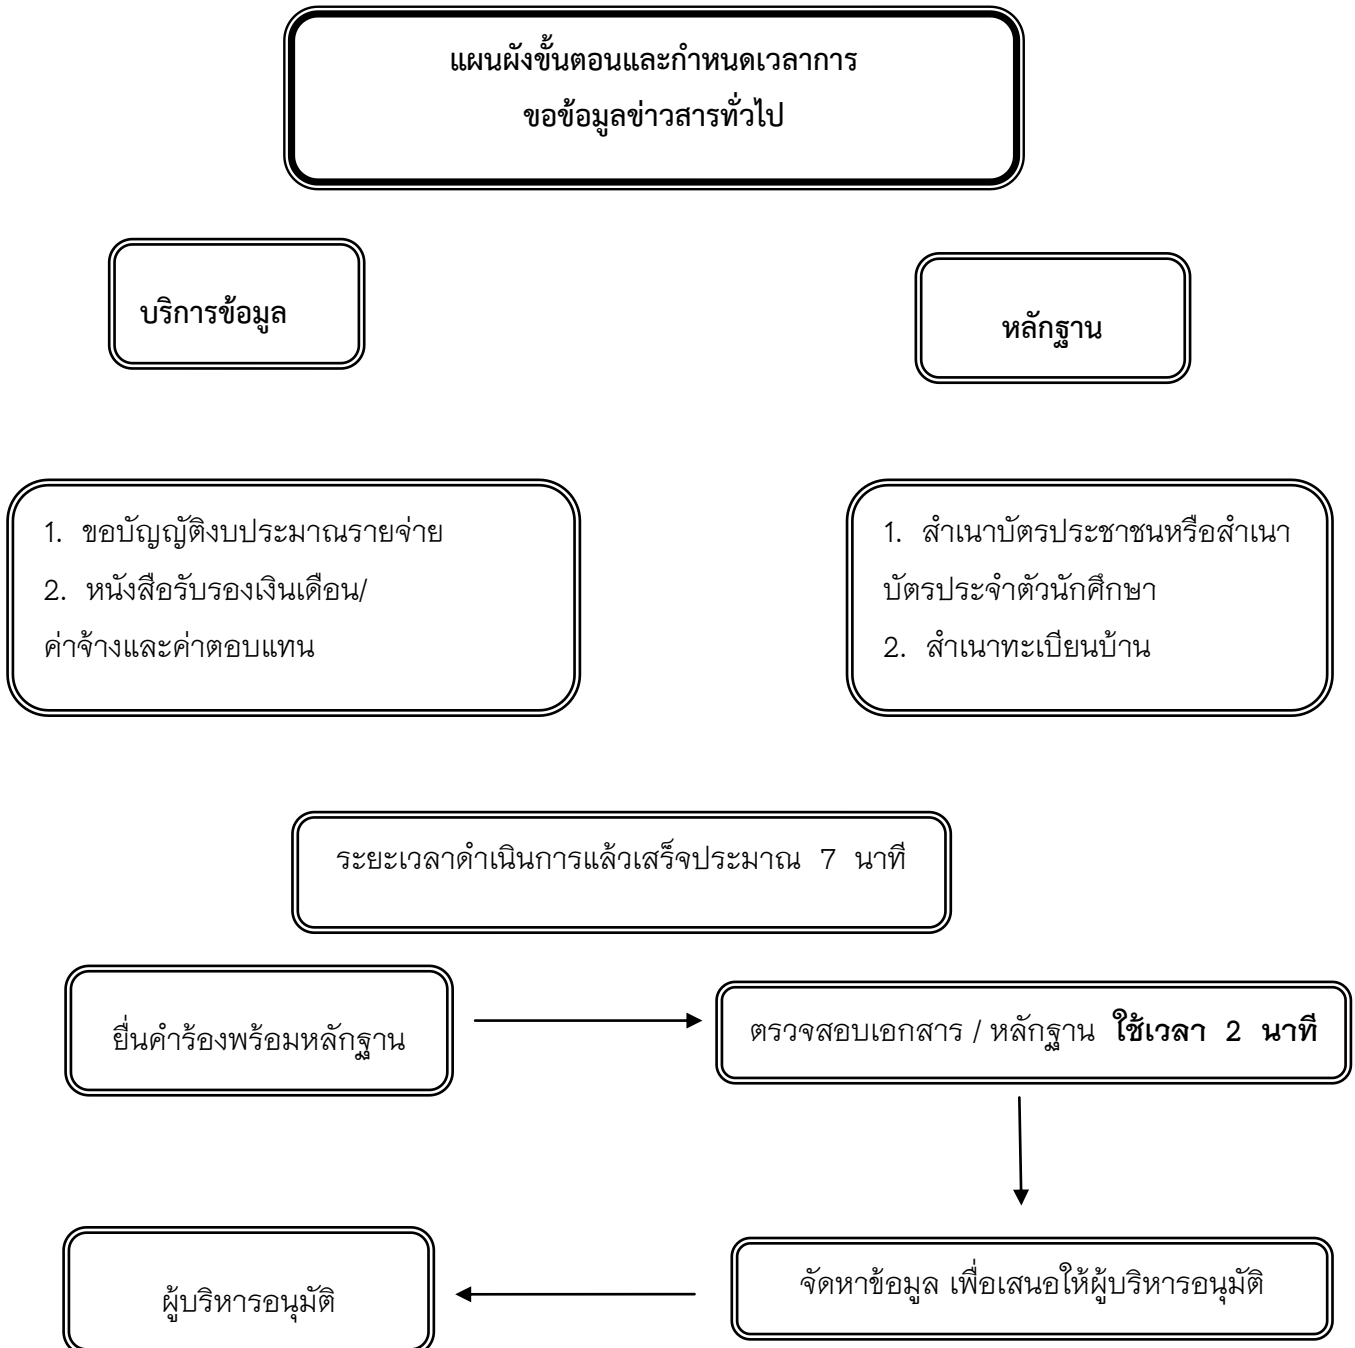 แผนผังขั้นตอนและกำหนดเวลาการ
ขอข้อมูลข่าวสารทั่วไป
บริการข้อมูล
หลักฐาน
1. ขอบัญญัติงบประมาณรายจ่าย
2. หนังสือรับรองเงินเดือน/
ค่าจ้างและค่าตอบแทน
1. สำเนาบัตรประชาชนหรือสำเนา
บัตรประจำตัวนักศึกษา
2. สำเนาทะเบียนบ้าน
ระยะเวลาดำเนินการแล้วเสร็จประมาณ 7 นาที
ยื่นคำร้องพร้อมหลักฐาน
ตรวจสอบเอกสาร / หลักฐาน ใช้เวลา 2 นาที
จัดหาข้อมูล เพื่อเสนอให้ผู้บริหารอนุมัติ
ผู้บริหารอนุมัติ